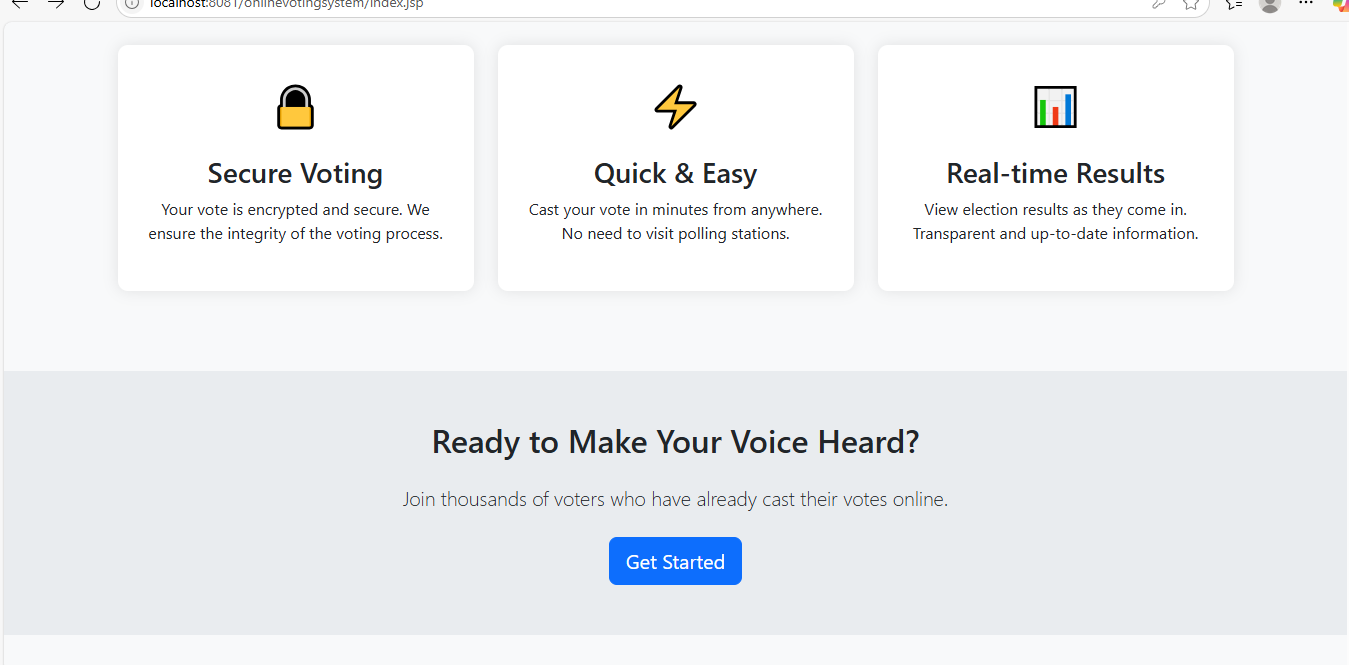 localhost:8081/onlinevotingsystem/index.jsp
Secure Voting
Your vote is encrypted and secure. We
ensure the integrity of the voting process.
Quick & Easy
Cast your vote in minutes from anywhere.
No need to visit polling stations.
Real-time Results
View election results as they come in.
Transparent and up-to-date information.
Ready to Make Your Voice Heard?
Join thousands of voters who have already cast their votes online.
Get Started